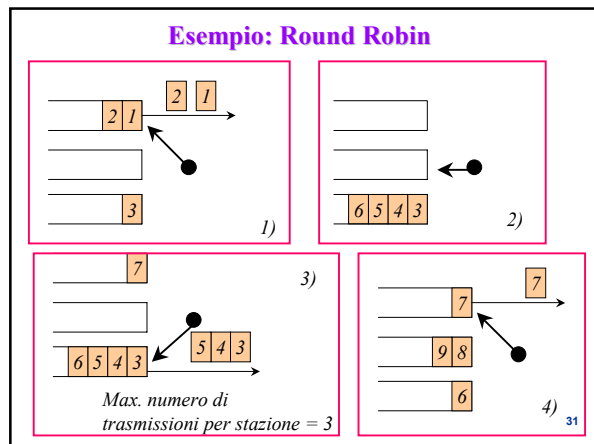 Esempio: Round Robin
2 1
2 1
3
1)
6 5 4 3
2)
7
3)
6 5 4 3
5 4 3
Max. numero di
trasmissioni per stazione = 3
7
7
9 8
6
4)
31